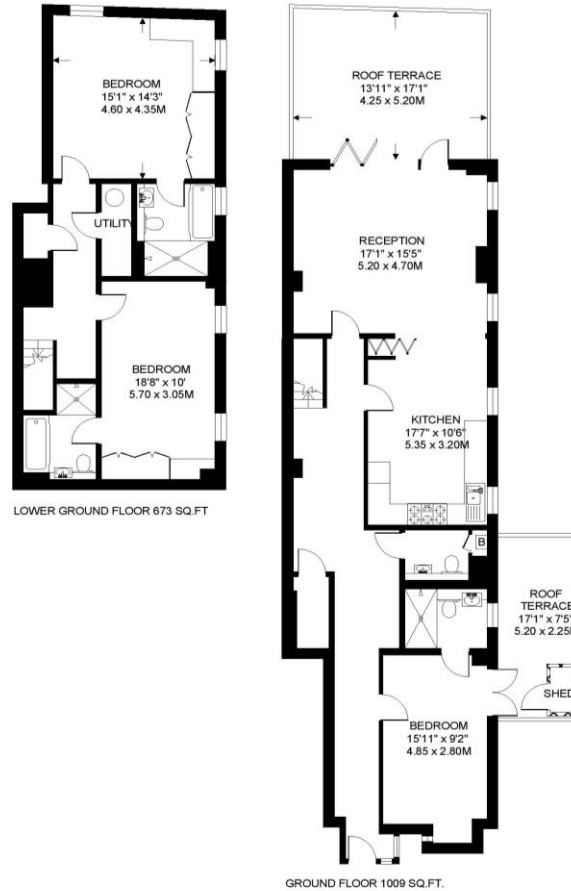 BEDROOM
15'1" x 14'3"
4.60 x 4.35M
UTILITY
BEDROOM
18'8" x 10'
5.70 x 3.05M
LOWER GROUND FLOOR 673 SQ.FT
ROOF TERRACE
13'11" x 17'1"
4.25 x 5.20M
RECEPTION
17'1" x 15'5"
5.20 x 4.70M
KITCHEN
17'7" x 10'6"
5.35 x 3.20M
B
ROOF
TERRACE
17'1" x 7'5"
5.20 x 2.25M
SHED
BEDROOM
15'11" x 9'2"
4.85 x 2.80M
GROUND FLOOR 1009 SQ.FT.